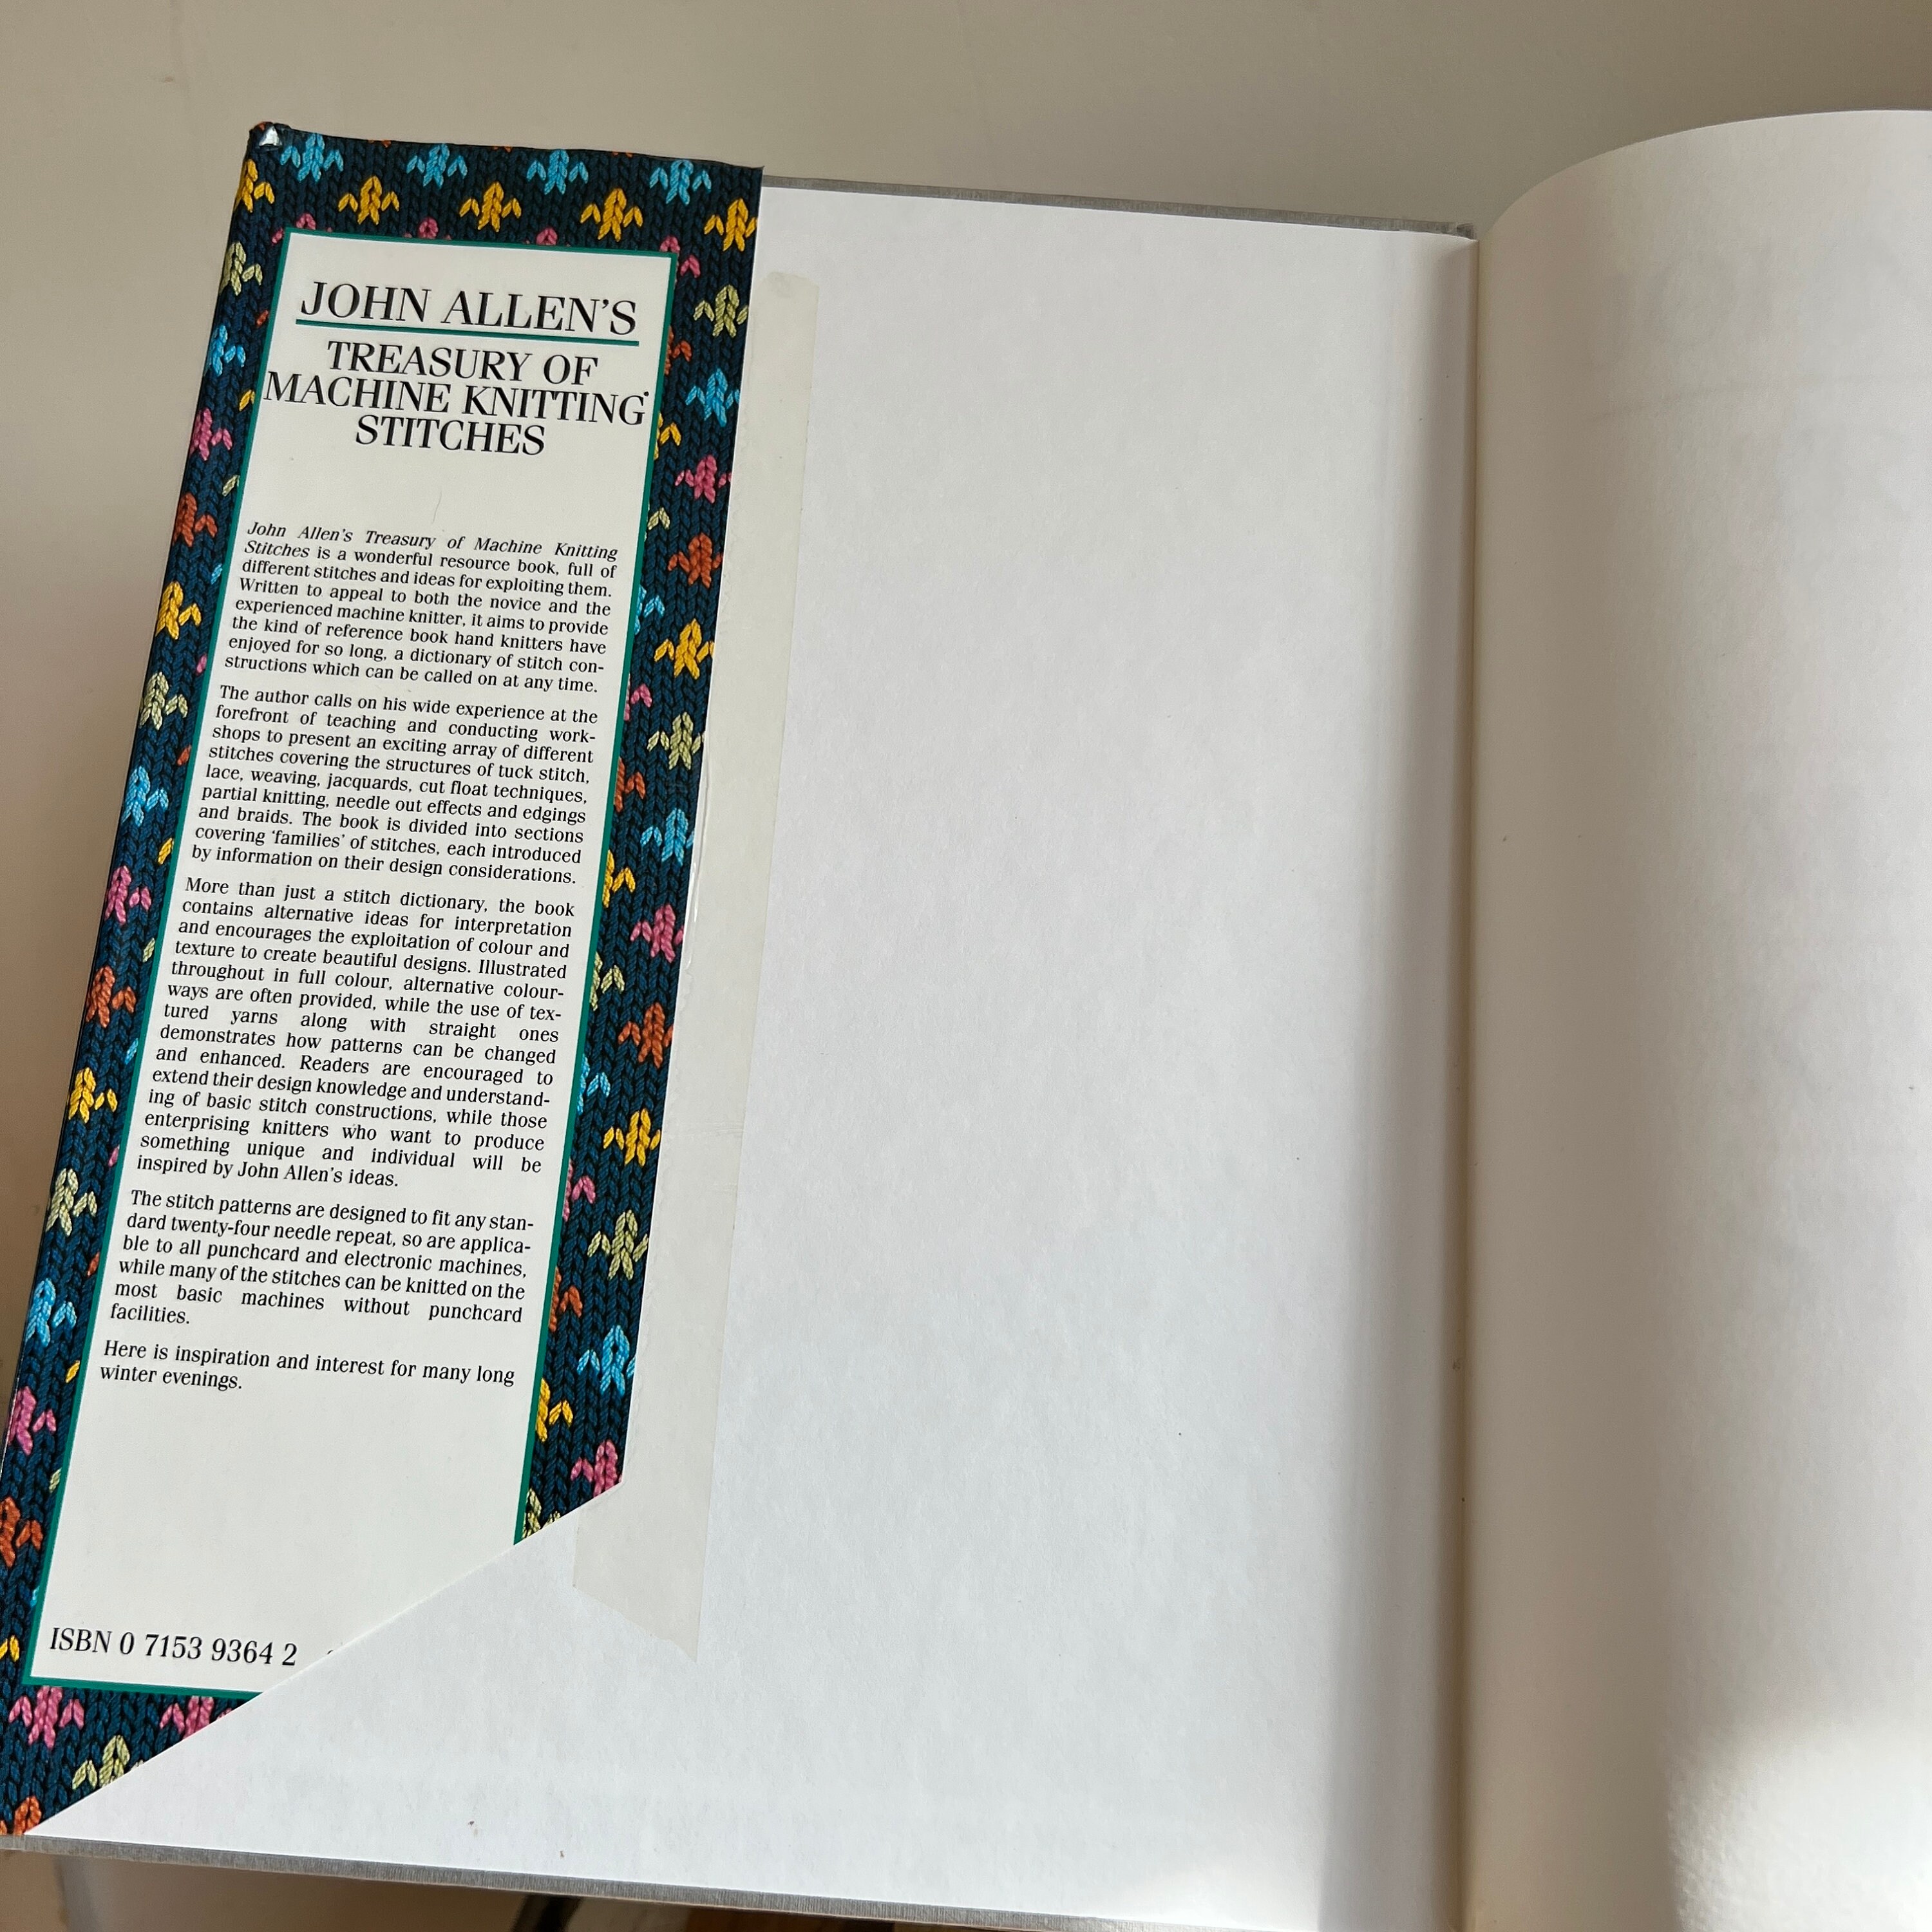 JOHN ALLEN'S
TREASURY OF
MACHINE KNITTING
STITCHES
John Allen's Treasury of Machine Knitting
Stitches is a wonderful resource book, full of
different stitches and ideas for exploiting them.
Written to appeal to both the novice and the
experienced machine knitter, it aims to provide
the kind of reference book hand knitters have
enjoyed for so long, a dictionary of stitch con-
structions which can be called on at any time.
The author calls on his wide experience at the
forefront of teaching and conducting work-
shops to present an exciting array of different
stitches covering the structures of tuck stitch,
lace, weaving, jacquards, cut float techniques,
partial knitting, needle out effects and edgings
and braids. The book is divided into sections
covering 'families' of stitches, each introduced
by information on their design considerations.
More than just a stitch dictionary, the book
contains alternative ideas for interpretation
and encourages the exploitation of colour and
texture to create beautiful designs. Illustrated
throughout in full colour, alternative colour-
ways are often provided, while the use of tex-
tured yarns along with straight ones
demonstrates how patterns can be changed
and enhanced. Readers are encouraged to
extend their design knowledge and understand-
ing of basic stitch constructions, while those
enterprising knitters who want to produce
something unique and individual will be
inspired by John Allen's ideas.
The stitch patterns are designed to fit any stan-
dard twenty-four needle repeat, so are applica-
ble to all punchcard and electronic machines,
while many of the stitches can be knitted on the
most basic machines without punchcard
facilities.
Here is inspiration and interest for many long
winter evenings.
ISBN 0 7153 9364 2